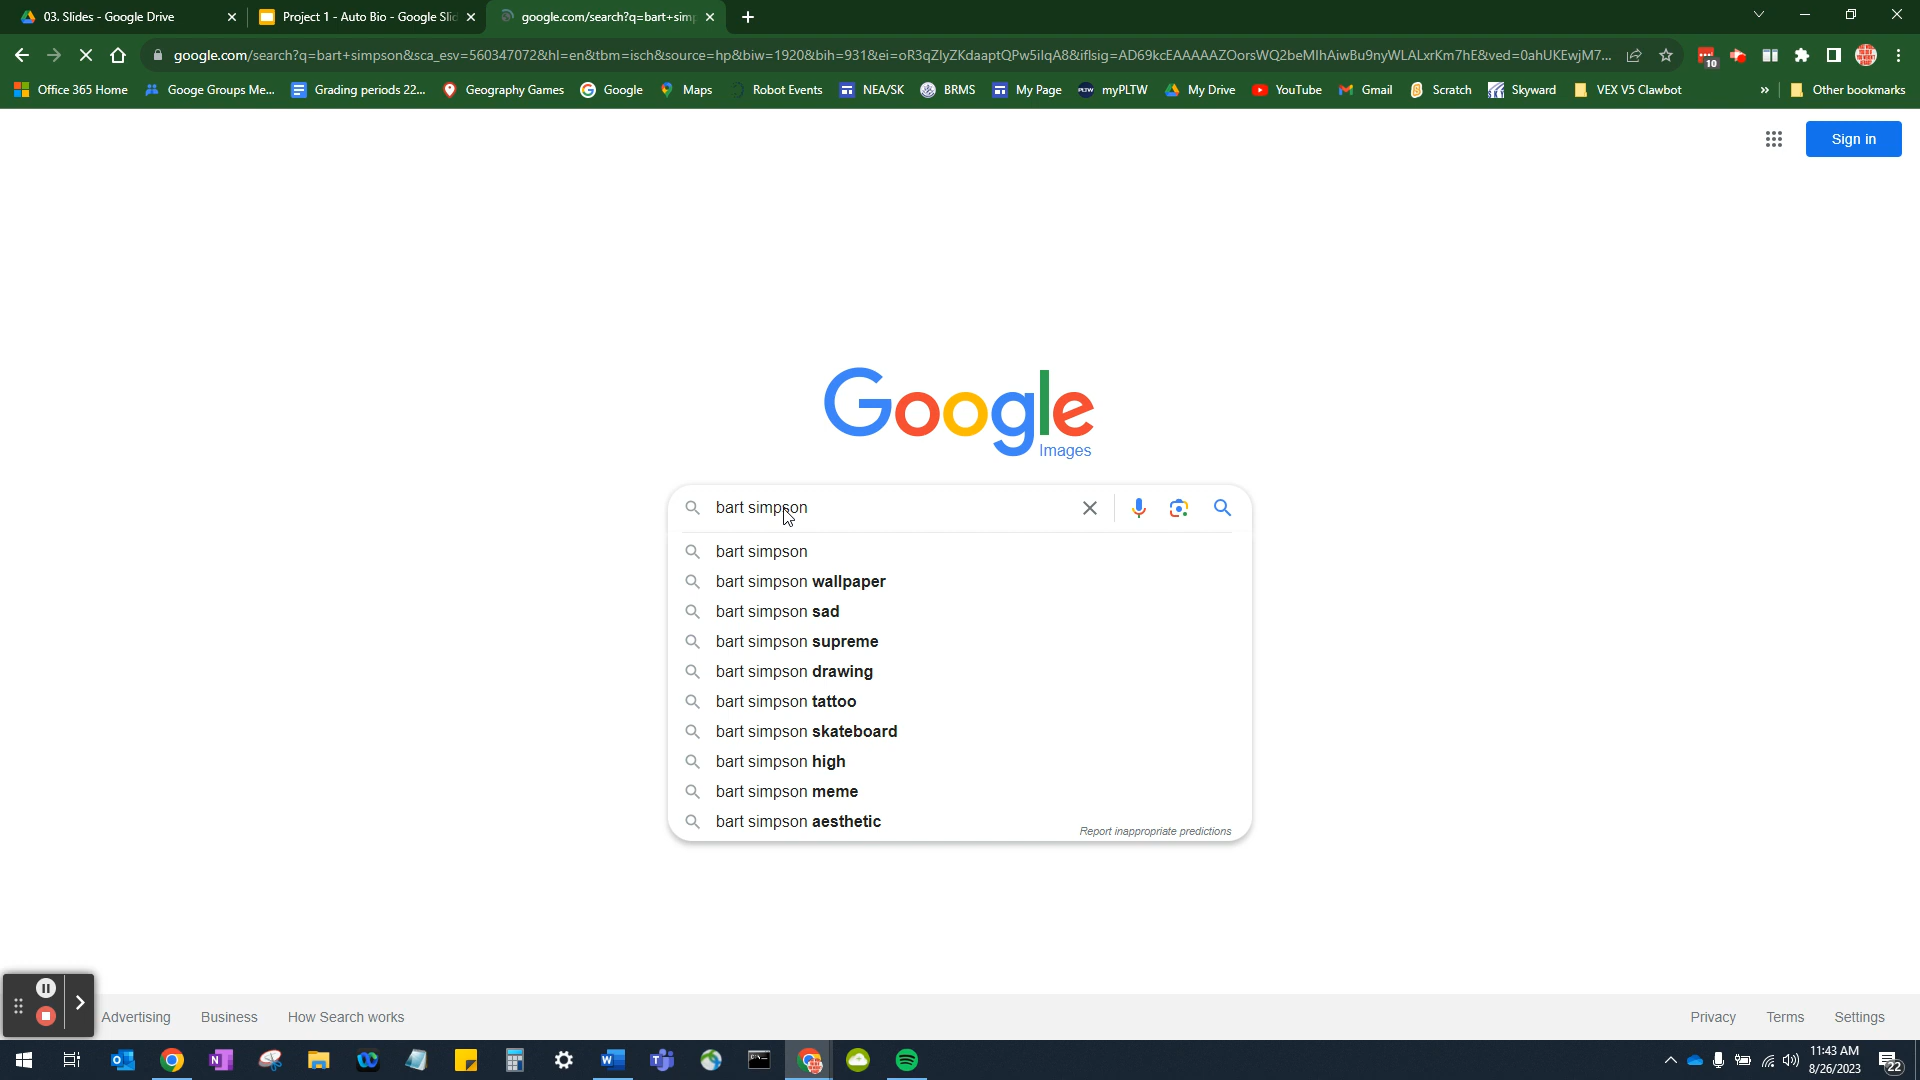 03. Slides - Google Drive
Project 1 - Auto Bio - Google Slid
google.com/search?q=bart+simp
google.com/search?q=bart+simpson&sca_esv=560347072&hl=en&tbm=isch&source=hp&biw=1920&bih=931&ei=oR3qZIyZKdaaptQPw5ilqA8&iflsig=AD69kcEAAAAAZOorsWQ2beMIhAiwBu9nyWLALxrKm7hE&ved=0ahUKEwjM7...
10
Office 365 Home
Googe Groups Me...
Grading periods 22...
Geography Games
Google
Maps
Robot Events
NEA/SK
BRMS
My Page
PLTW
myPLTW
My Drive
YouTube
Gmail
Scratch
SKY
Skyward
VEX V5 Clawbot
»
Other bookmarks
Sign in
Google
Images
bart simpson
bart simpson
bart simpson wallpaper
bart simpson sad
bart simpson supreme
bart simpson drawing
bart simpson tattoo
bart simpson skateboard
bart simpson high
bart simpson meme
bart simpson aesthetic
Report inappropriate predictions
Advertising
Business
How Search works
Privacy
Terms
Settings
11:43 AM
8/26/2023
22